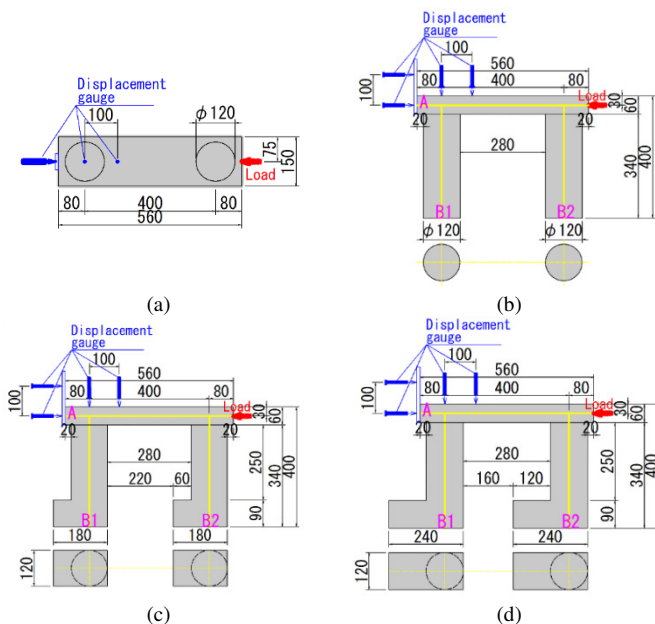 Displacement
gauge
100
φ120
75
150
Load
80
400
80
560
(a)
Displacement
gauge
100
560
80
400
80
100
A
Load
30
60
20
20
280
340
400
B1
B2
φ120
φ120
(b)
Displacement
gauge
100
560
80
400
80
100
A
Load
30
60
20
20
280
220
60
250
340
400
90
B1
B2
180
180
120
(c)
Displacement
gauge
100
560
80
400
80
100
A
Load
30
60
20
20
280
160
120
250
340
400
90
B1
B2
240
240
120
(d)